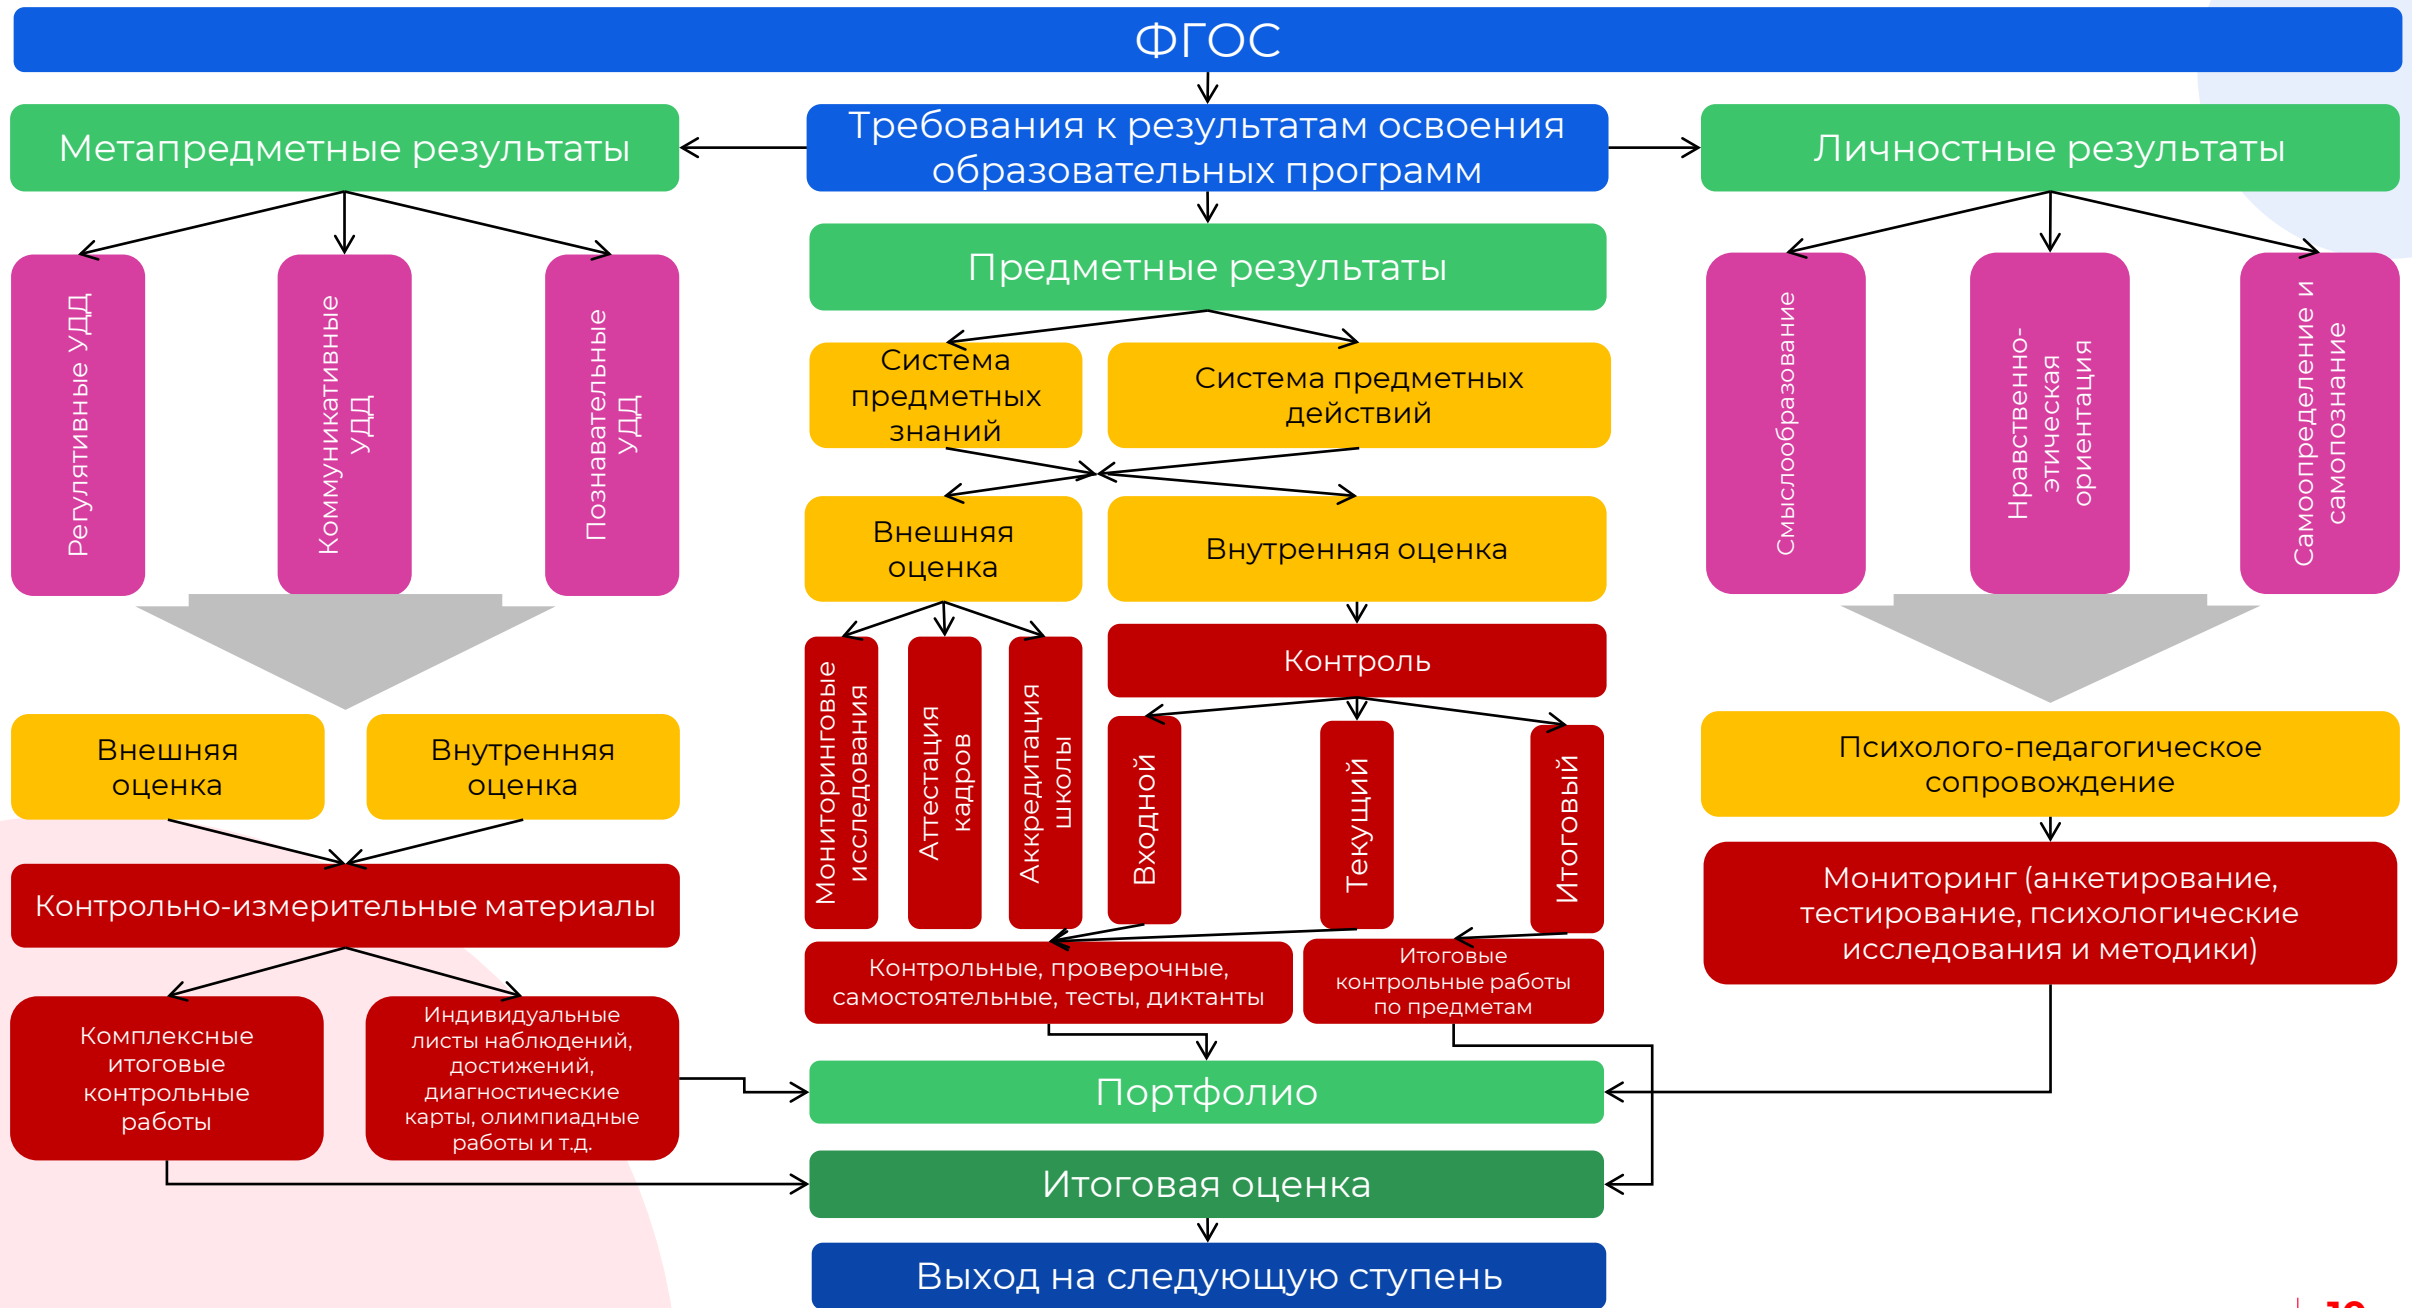 ФГОС
Метапредметные результаты
Требования к результатам освоения
образовательных программ
Личностные результаты
Предметные результаты
Регулятивные УДД
Коммуникативные
УДД
Познавательные
УДД
Система
предметных
знаний
Система предметных
действий
Смыслообразование
Нравственно-
этическая
ориентация
Самоопределение и
самопознание
Внешняя
оценка
Внутренняя оценка
Контроль
Мониторинговые
исследования
Аттестация
кадров
Аккредитация
школы
Входной
Текущий
Итоговый
Внешняя
оценка
Внутренняя
оценка
Психолого-педагогическое
сопровождение
Контрольно-измерительные материалы
Мониторинг (анкетирование,
тестирование, психологические
исследования и методики)
Контрольные, проверочные,
самостоятельные, тесты, диктанты
Итоговые
контрольные работы
по предметам
Комплексные
итоговые
контрольные
работы
Индивидуальные
листы наблюдений,
достижений,
диагностические
карты, олимпиадные
работы и т.д.
Портфолио
Итоговая оценка
Выход на следующую ступень